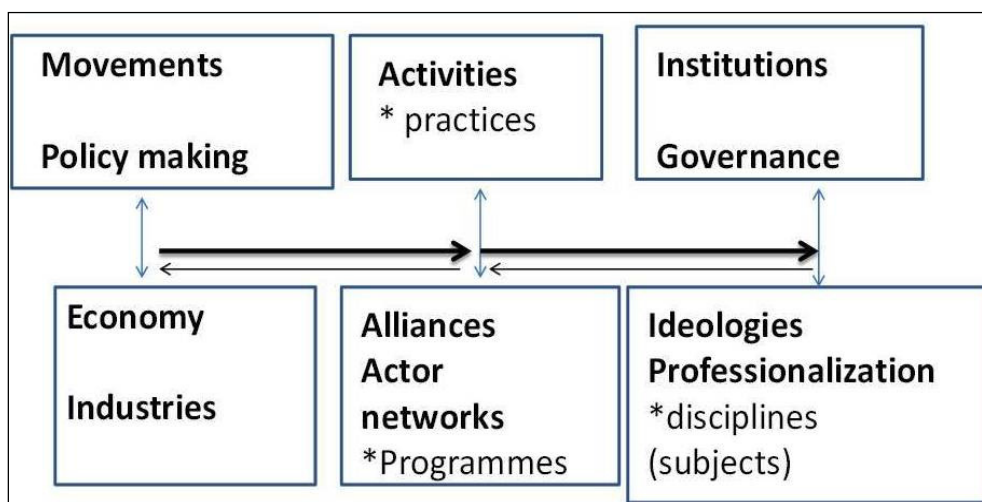 Movements
Policy making
Activities
* practices
Institutions
Governance
Economy
Industries
Alliances
Actor
networks
*Programmes
Ideologies
Professionalization
*disciplines
(subjects)